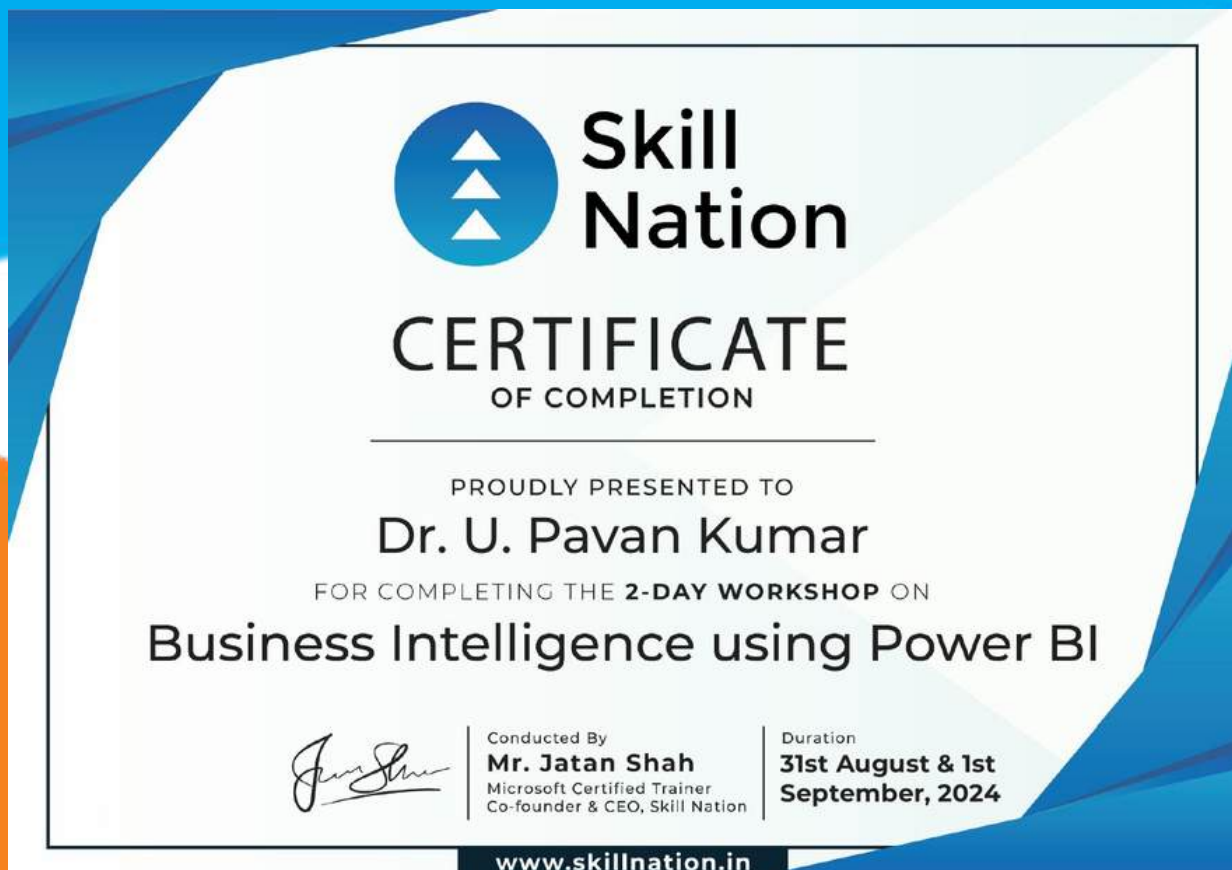 Skill
Nation
CERTIFICATE
OF COMPLETION
PROUDLY PRESENTED TO
Dr. U. Pavan Kumar
FOR COMPLETING THE 2-DAY WORKSHOP ON
Business Intelligence using Power BI
Conducted By
Mr. Jatan Shah
Microsoft Certified Trainer
Co-founder & CEO, Skill Nation
Duration
31st August & 1st
September, 2024
www.skillnation.in